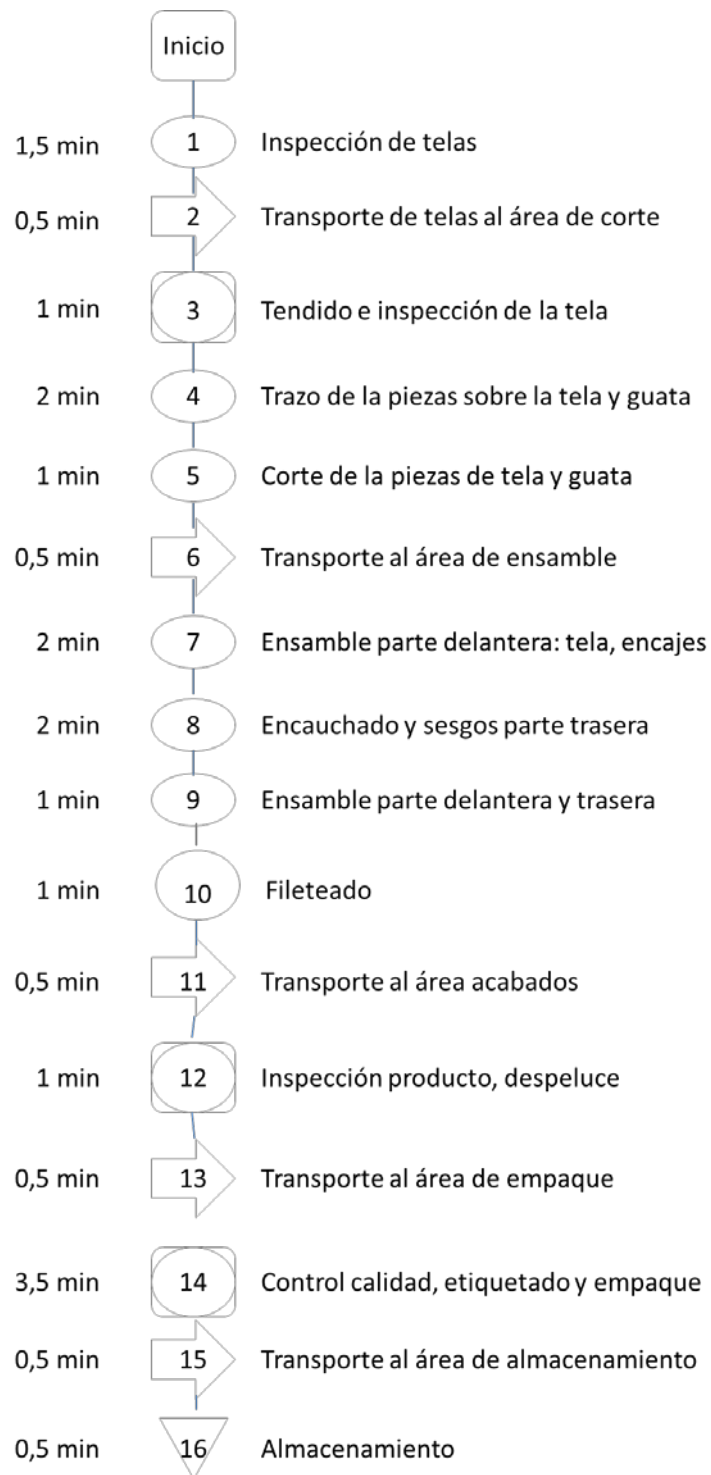 Inicio
1,5 min 1 Inspección de telas
0,5 min 2 Transporte de telas al área de corte
1 min 3 Tendido e inspección de la tela
2 min 4 Trazo de la piezas sobre la tela y guata
1 min 5 Corte de la piezas de tela y guata
0,5 min 6 Transporte al área de ensamble
2 min 7 Ensamble parte delantera: tela, encajes
2 min 8 Encauchado y sesgos parte trasera
1 min 9 Ensamble parte delantera y trasera
1 min 10 Fileteado
0,5 min 11 Transporte al área acabados
1 min 12 Inspección producto, despeluce
0,5 min 13 Transporte al área de empaque
3,5 min 14 Control calidad, etiquetado y empaque
0,5 min 15 Transporte al área de almacenamiento
0,5 min 16 Almacenamiento